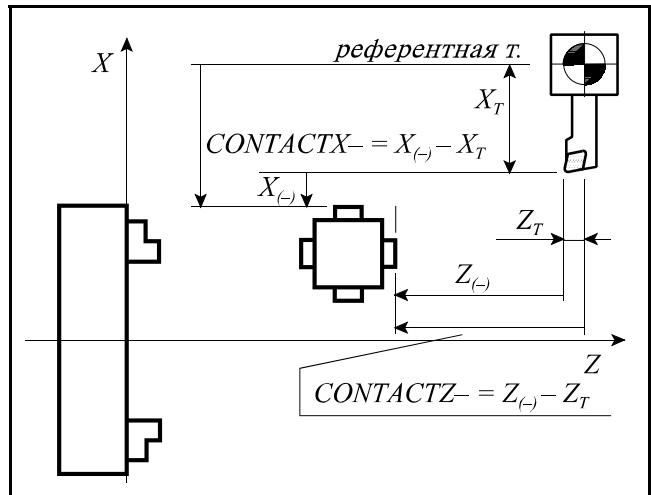 референтная т.
X
X_T
CONTACTX– = X_(–) – X_T
X_(–)
Z_T
Z_(–)
Z
CONTACTZ– = Z_(–) – Z_T